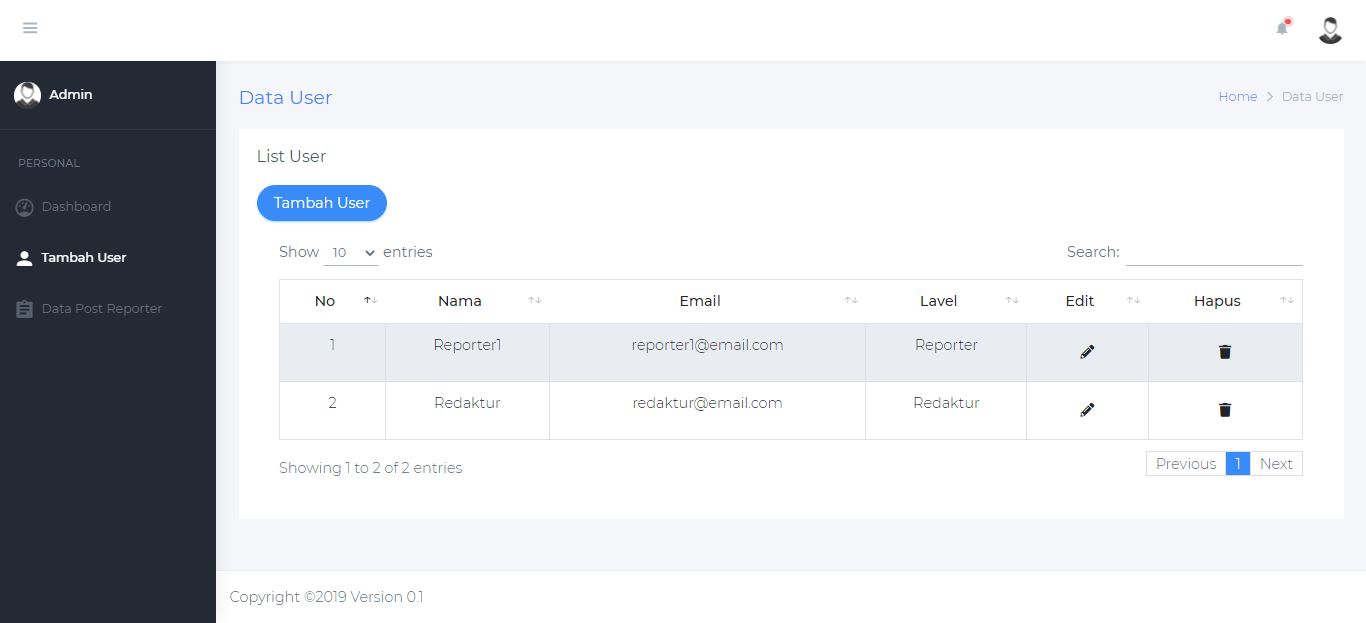 Admin
PERSONAL
Dashboard
Tambah User
Data Post Reporter
Data User
Home > Data User
List User
Tambah User
Show 10 entries
Search:
No Nama Email Lavel Edit Hapus
1 Reporter1 reporter1@email.com Reporter
2 Redaktur redaktur@email.com Redaktur
Showing 1 to 2 of 2 entries
Previous 1 Next
Copyright ©2019 Version 0.1